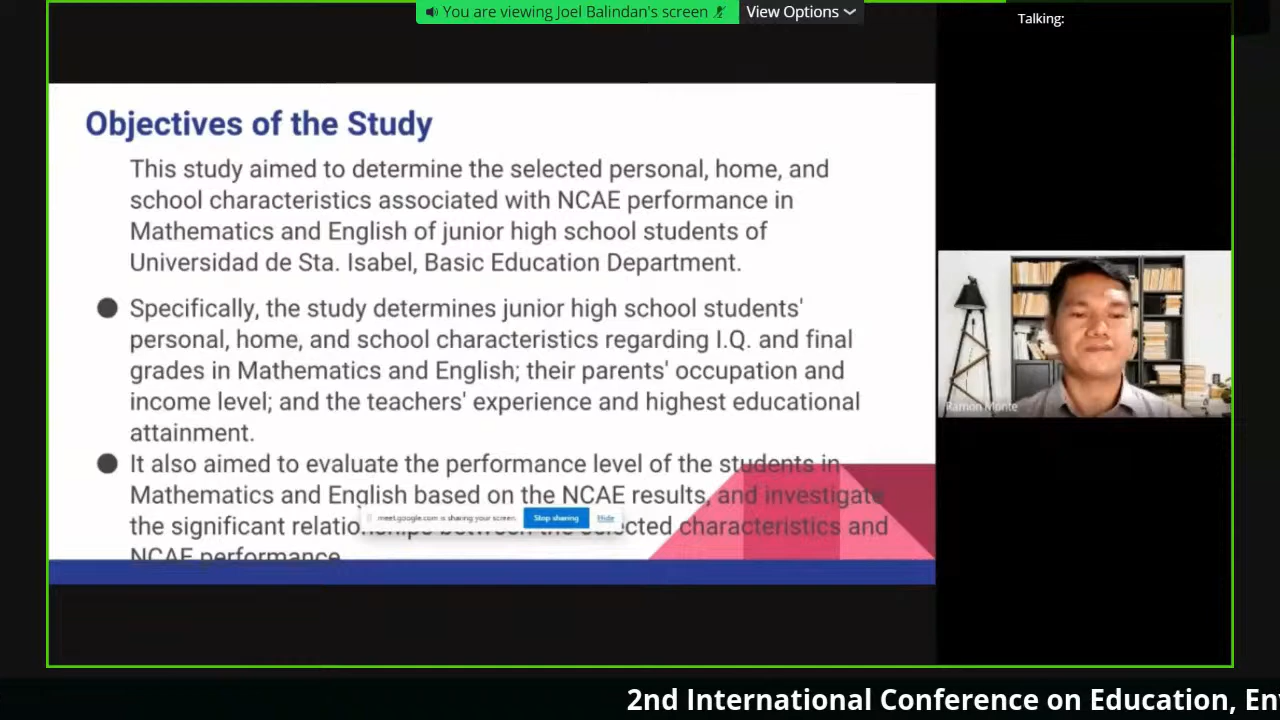 You are viewing Joel Balindan's screen
View Options
Talking:
Objectives of the Study
This study aimed to determine the selected personal, home, and
school characteristics associated with NCAE performance in
Mathematics and English of junior high school students of
Universidad de Sta. Isabel, Basic Education Department.
Specifically, the study determines junior high school students'
personal, home, and school characteristics regarding I.Q. and final
grades in Mathematics and English; their parents' occupation and
income level; and the teachers' experience and highest educational
attainment.
It also aimed to evaluate the performance level of the students in
Mathematics and English based on the NCAE results, and investigate
the significant relationships between the selected characteristics and
NCAE performance.
meet.google.com is sharing your screen.
Stop sharing
Hide
Ramon Monte
2nd International Conference on Education, En